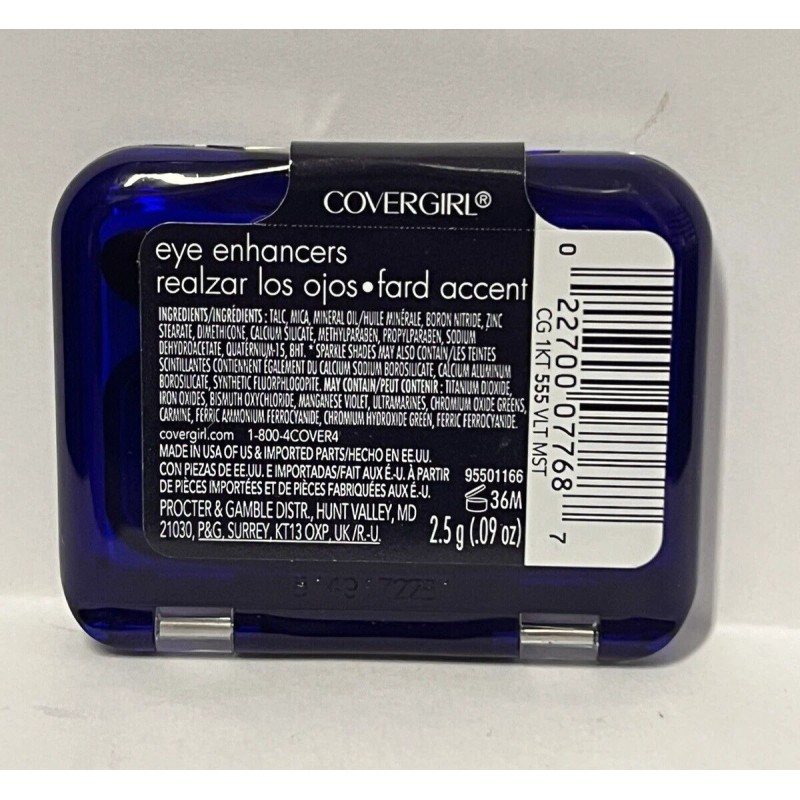 COVERGIRL®
eye enhancers
realzar los ojos•fard accent
INGREDIENTS/INGRÉDIENTS : TALC, MICA, MINERAL OIL/HUILE MINÉRALE, BORON NITRIDE, ZINC
STEARATE, DIMETHICONE, CALCIUM SILICATE, METHYLPARABEN, PROPYLPARABEN, SODIUM
DEHYDROACETATE, QUATERNIUM-15, BHT. * SPARKLE SHADES MAY ALSO CONTAIN/LES TEINTES
SCINTILLANTES CONTIENNENT ÉGALEMENT DU CALCIUM SODIUM BOROSILICATE, CALCIUM ALUMINUM
BOROSILICATE, SYNTHETIC FLUORPHLOGOPITE. MAY CONTAIN/PEUT CONTENIR : TITANIUM DIOXIDE,
IRON OXIDES, BISMUTH OXYCHLORIDE, MANGANESE VIOLET, ULTRAMARINES, CHROMIUM OXIDE GREENS,
CARMINE, FERRIC AMMONIUM FERROCYANIDE, CHROMIUM HYDROXIDE GREEN, FERRIC FERROCYANIDE.
covergirl.com 1-800-4COVER4
MADE IN USA OF US & IMPORTED PARTS/HECHO EN EE.UU.
CON PIEZAS DE EE.UU. E IMPORTADAS/FAIT AUX É.-U. À PARTIR
DE PIÈCES IMPORTÉES ET DE PIÈCES FABRIQUÉES AUX É.-U.
95501166
36M
PROCTER & GAMBLE DISTR., HUNT VALLEY, MD
21030, P&G, SURREY, KT13 0XP, UK /R.-U.
2.5 g (.09 oz)
0 22700 07768 7
CG 1KT 555 VLT MST